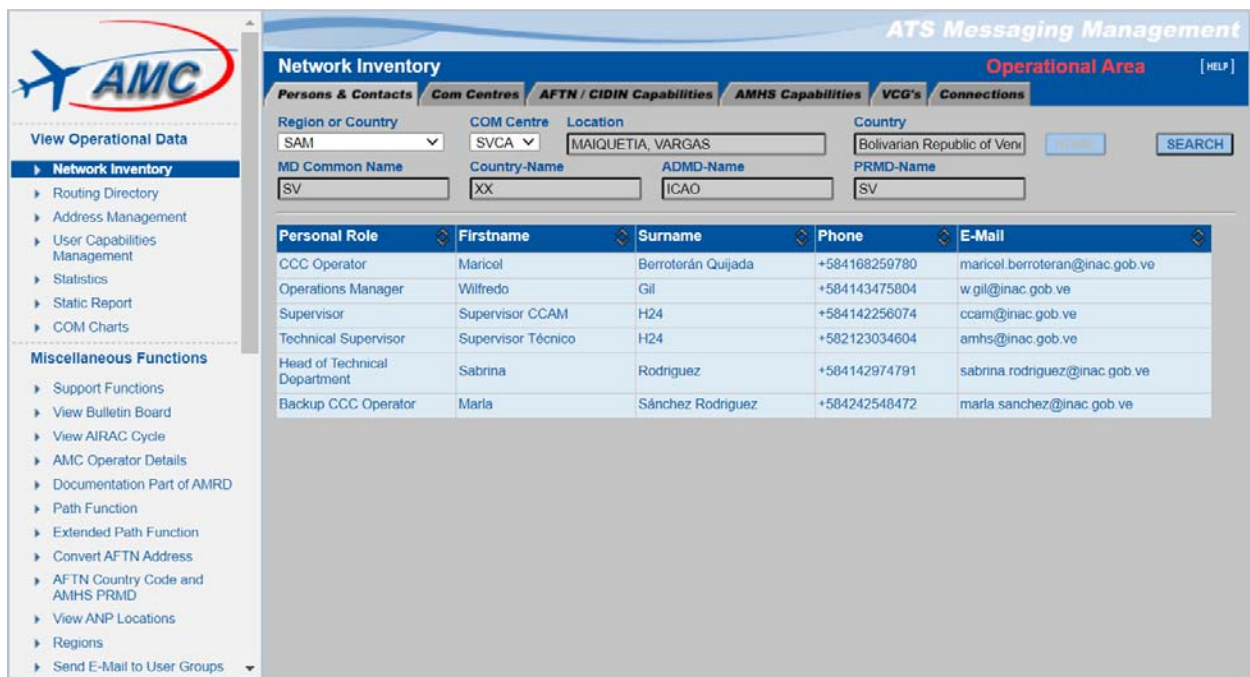 AMC
ATS Messaging Management
Network Inventory
Operational Area
[HELP]
Persons & Contacts
Com Centres
AFTN / CIDIN Capabilities
AMHS Capabilities
VCG's
Connections
View Operational Data
Network Inventory
Routing Directory
Address Management
User Capabilities
Management
Statistics
Static Report
COM Charts
Miscellaneous Functions
Support Functions
View Bulletin Board
View AIRAC Cycle
AMC Operator Details
Documentation Part of AMRD
Path Function
Extended Path Function
Convert AFTN Address
AFTN Country Code and
AMHS PRMD
View ANP Locations
Regions
Send E-Mail to User Groups
Region or Country COM Centre Location Country
SAM SVCA MAIQUETIA, VARGAS Bolivarian Republic of
SEARCH
MD Common Name Country-Name ADMD-Name PRMD-Name
SV XX ICAO SV
Personal Role Firstname Surname Phone E-Mail
CCC Operator Maricel Berroterán Quijada +584168259780 maricel.berroteran@inac.gob.ve
Operations Manager Wilfredo Gil +584143475804 w.gil@inac.gob.ve
Supervisor Supervisor CCAM H24 +584142256074 ccam@inac.gob.ve
Technical Supervisor Supervisor Técnico H24 +582123034604 amhs@inac.gob.ve
Head of Technical
Department Sabrina Rodriguez +584142974791 sabrina.rodriguez@inac.gob.ve
Backup CCC Operator Marla Sánchez Rodriguez +584242548472 marla.sanchez@inac.gob.ve